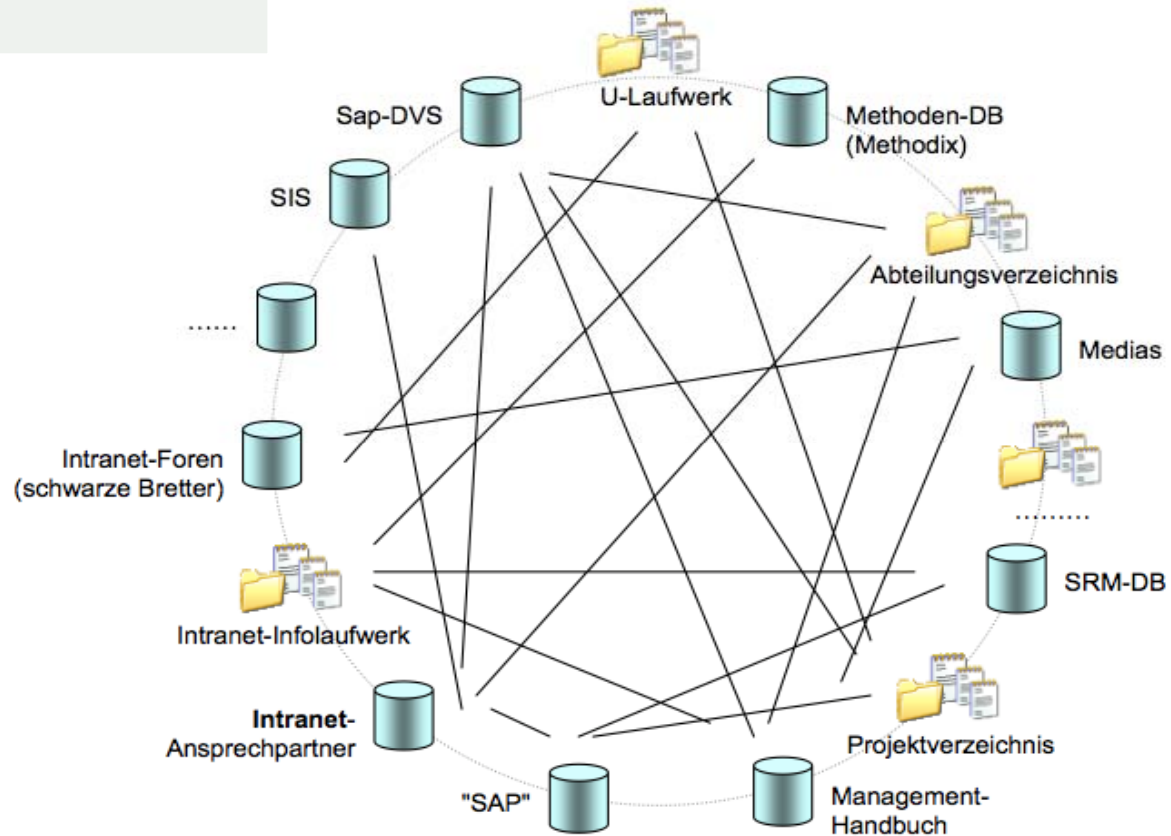 U-Laufwerk
Sap-DVS
Methoden-DB
(Methodix)
SIS
Abteilungsverzeichnis
......
Medias
Intranet-Foren
(schwarze Bretter)
.........
SRM-DB
Intranet-Infolaufwerk
Intranet-
Ansprechpartner
Projektverzeichnis
"SAP"
Management-
Handbuch